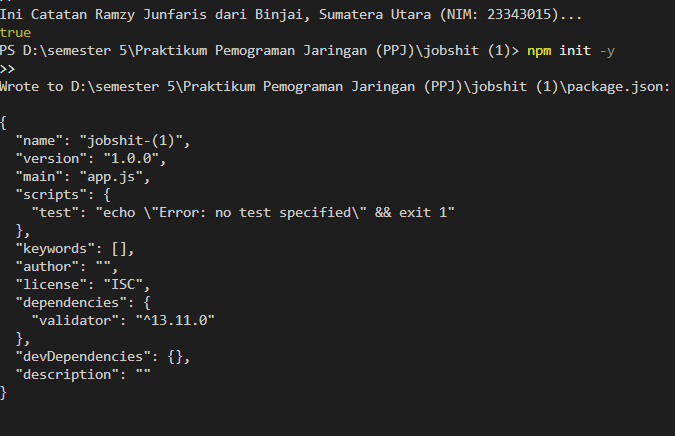 Ini Catatan Ramzy Junfaris dari Binjai, Sumatera Utara (NIM: 23343015)...
true
PS D:\semester 5\Praktikum Pemograman Jaringan (PPJ)\jobshit (1)> npm init -y
>>
Wrote to D:\semester 5\Praktikum Pemograman Jaringan (PPJ)\jobshit (1)\package.json:
{
  "name": "jobshit-(1)",
  "version": "1.0.0",
  "main": "app.js",
  "scripts": {
    "test": "echo \"Error: no test specified\" && exit 1"
  },
  "keywords": [],
  "author": "",
  "license": "ISC",
  "dependencies": {
    "validator": "^13.11.0"
  },
  "devDependencies": {},
  "description": ""
}